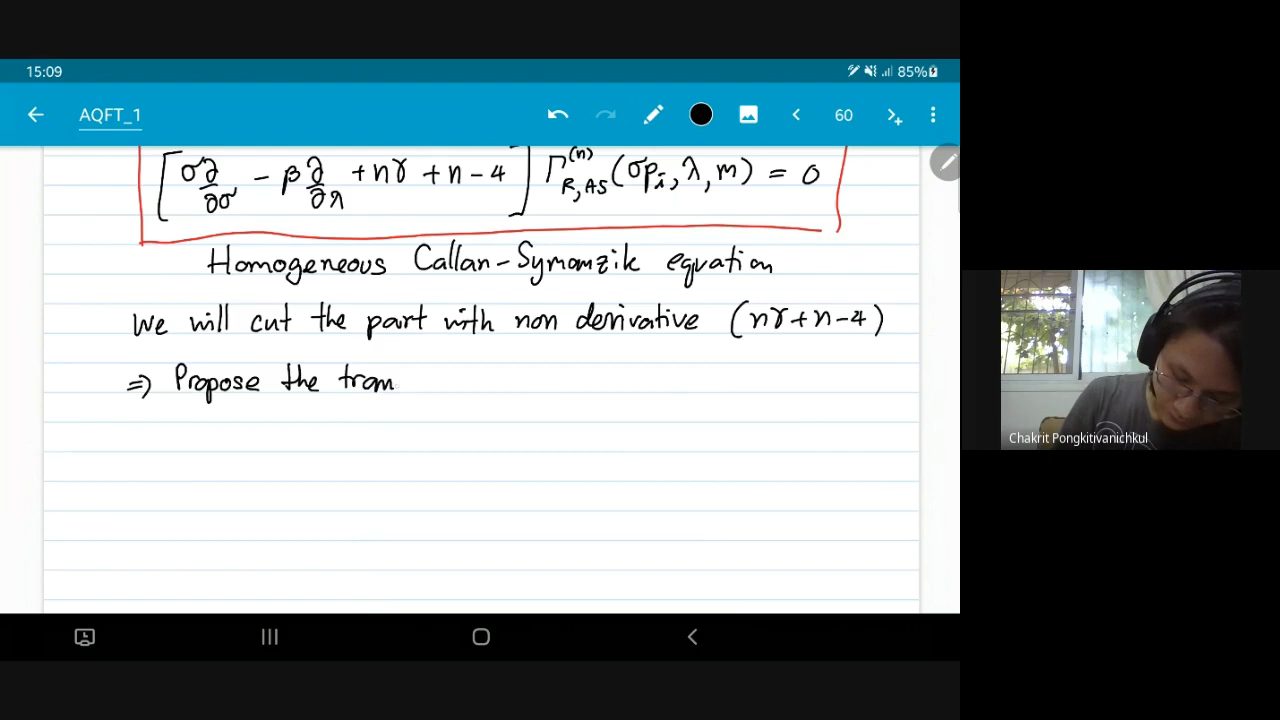 15:09
85%
AQFT_1
60
[σ∂/∂σ - β∂/∂λ + nγ + n - 4] Γ^(n)_R,AS (σp_i, λ, m) = 0
Homogeneous Callan-Symanzik equation
We will cut the part with non derivative (nγ+n-4)
⇒ Propose the tran
Chakrit Pongkitivanichkul